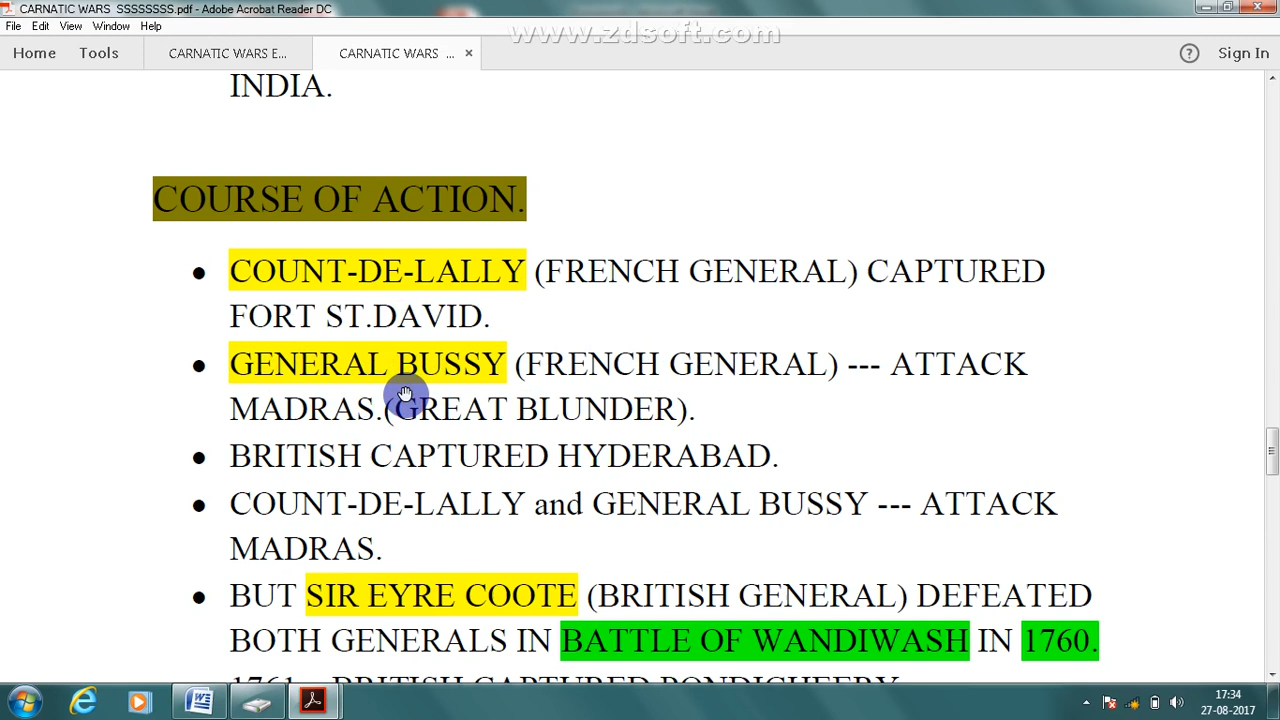 CARNATIC WARS SSSSSSSS.pdf - Adobe Acrobat Reader DC
www.zdsoft.com
File Edit View Window Help
Home Tools CARNATIC WARS E... CARNATIC WARS ... × ? Sign In
INDIA.
COURSE OF ACTION.
• COUNT-DE-LALLY (FRENCH GENERAL) CAPTURED
FORT ST.DAVID.
• GENERAL BUSSY (FRENCH GENERAL) --- ATTACK
MADRAS.(GREAT BLUNDER).
• BRITISH CAPTURED HYDERABAD.
• COUNT-DE-LALLY and GENERAL BUSSY --- ATTACK
MADRAS.
• BUT SIR EYRE COOTE (BRITISH GENERAL) DEFEATED
BOTH GENERALS IN BATTLE OF WANDIWASH IN 1760.
1761 BRITISH CAPTURED PONDICHERRY
17:34
27-08-2017